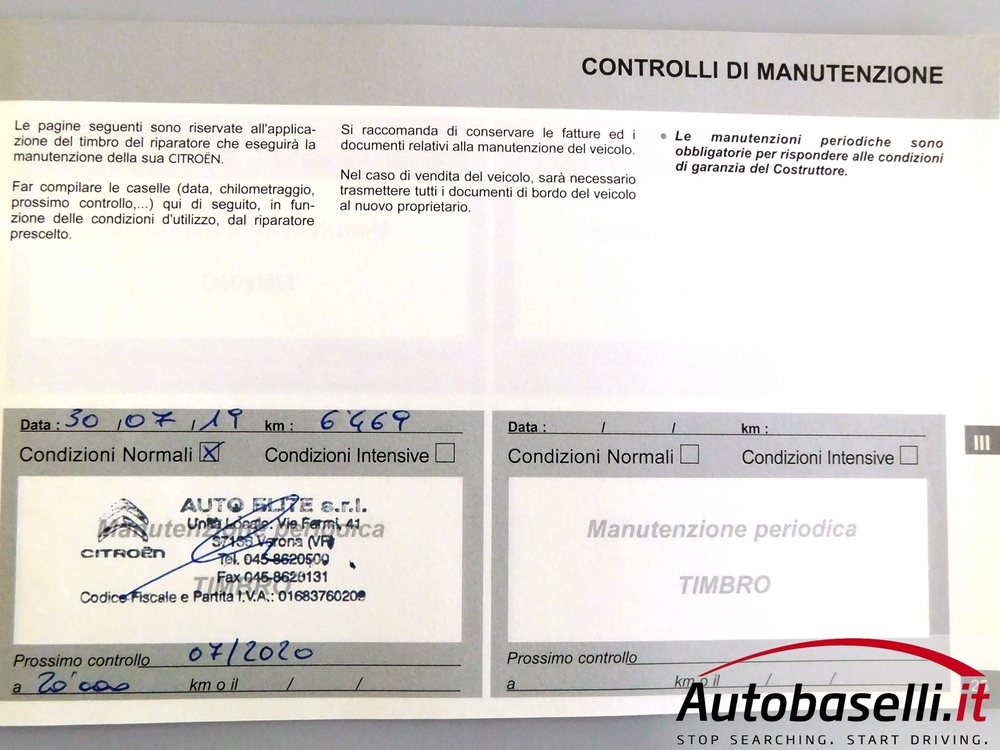 CONTROLLI DI MANUTENZIONE
Le pagine seguenti sono riservate all'applica-
zione del timbro del riparatore che eseguirà la
manutenzione della sua CITROËN.
Far compilare le caselle (data, chilometraggio,
prossimo controllo,...) qui di seguito, in fun-
zione delle condizioni d'utilizzo, dal riparatore
prescelto.
Si raccomanda di conservare le fatture ed i
documenti relativi alla manutenzione del veicolo.
Nel caso di vendita del veicolo, sarà necessario
trasmettere tutti i documenti di bordo del veicolo
al nuovo proprietario.
• Le manutenzioni periodiche sono
obbligatorie per rispondere alle condizioni
di garanzia del Costruttore.
III
Data : 30 / 07 / 19 km : 6469
Condizioni Normali X Condizioni Intensive
Manutenzione periodica
TIMBRO
CITROËN
AUTO ELITE s.r.l.
Unità Locale: Vie Fermi, 41
Verona (VR)
Tel. 045-8620500
Fax 045-8620131
Codice Fiscale e Partita I.V.A.: 01683760209
Prossimo controllo 07/2020
a 20'000 km o il / /
Data : / / km :
Condizioni Normali Condizioni Intensive
Manutenzione periodica
TIMBRO
Prossimo controllo
a km o il / /
Autobaselli.it
STOP SEARCHING. START DRIVING.